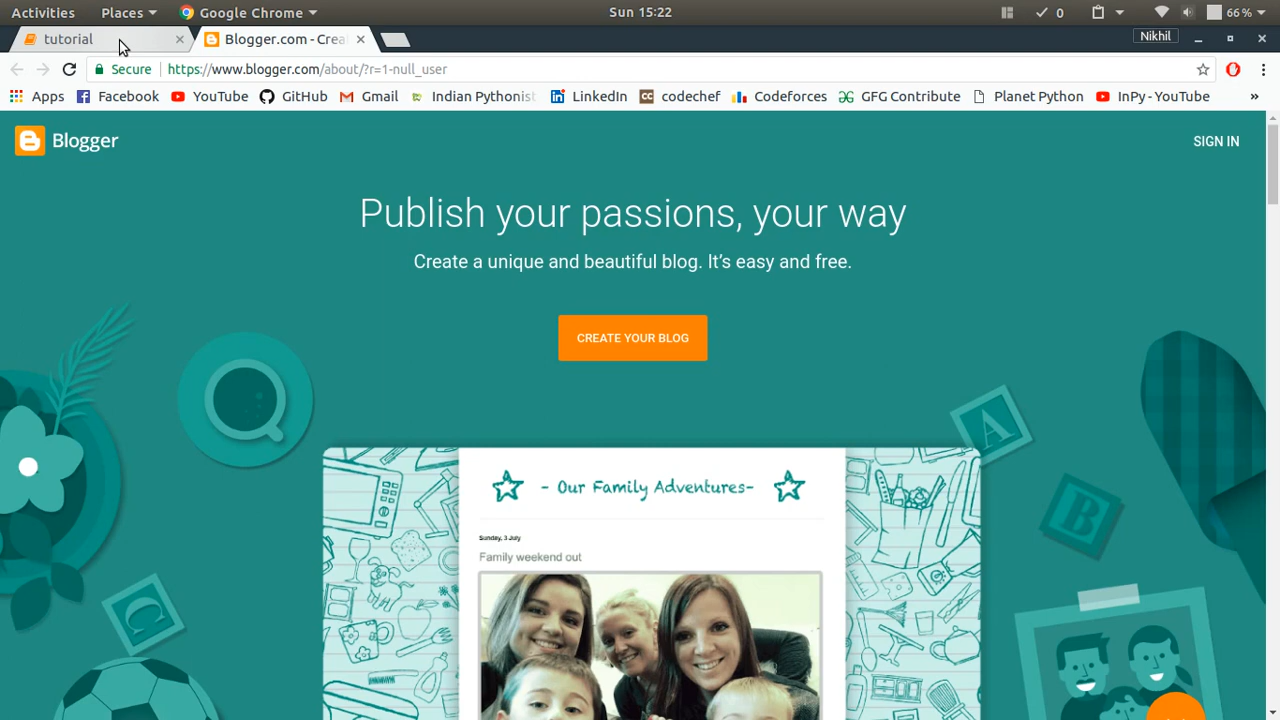 Activities Places Google Chrome Sun 15:22 0 66%
tutorial Blogger.com - Crea Nikhil
Secure https://www.blogger.com/about/?r=1-null_user
Apps Facebook YouTube GitHub Gmail Indian Pythonist LinkedIn codechef Codeforces GFG Contribute Planet Python InPy - YouTube »
Blogger SIGN IN
Publish your passions, your way
Create a unique and beautiful blog. It's easy and free.
CREATE YOUR BLOG
- Our Family Adventures-
Sunday, 3 July
Family weekend out
A
B
C